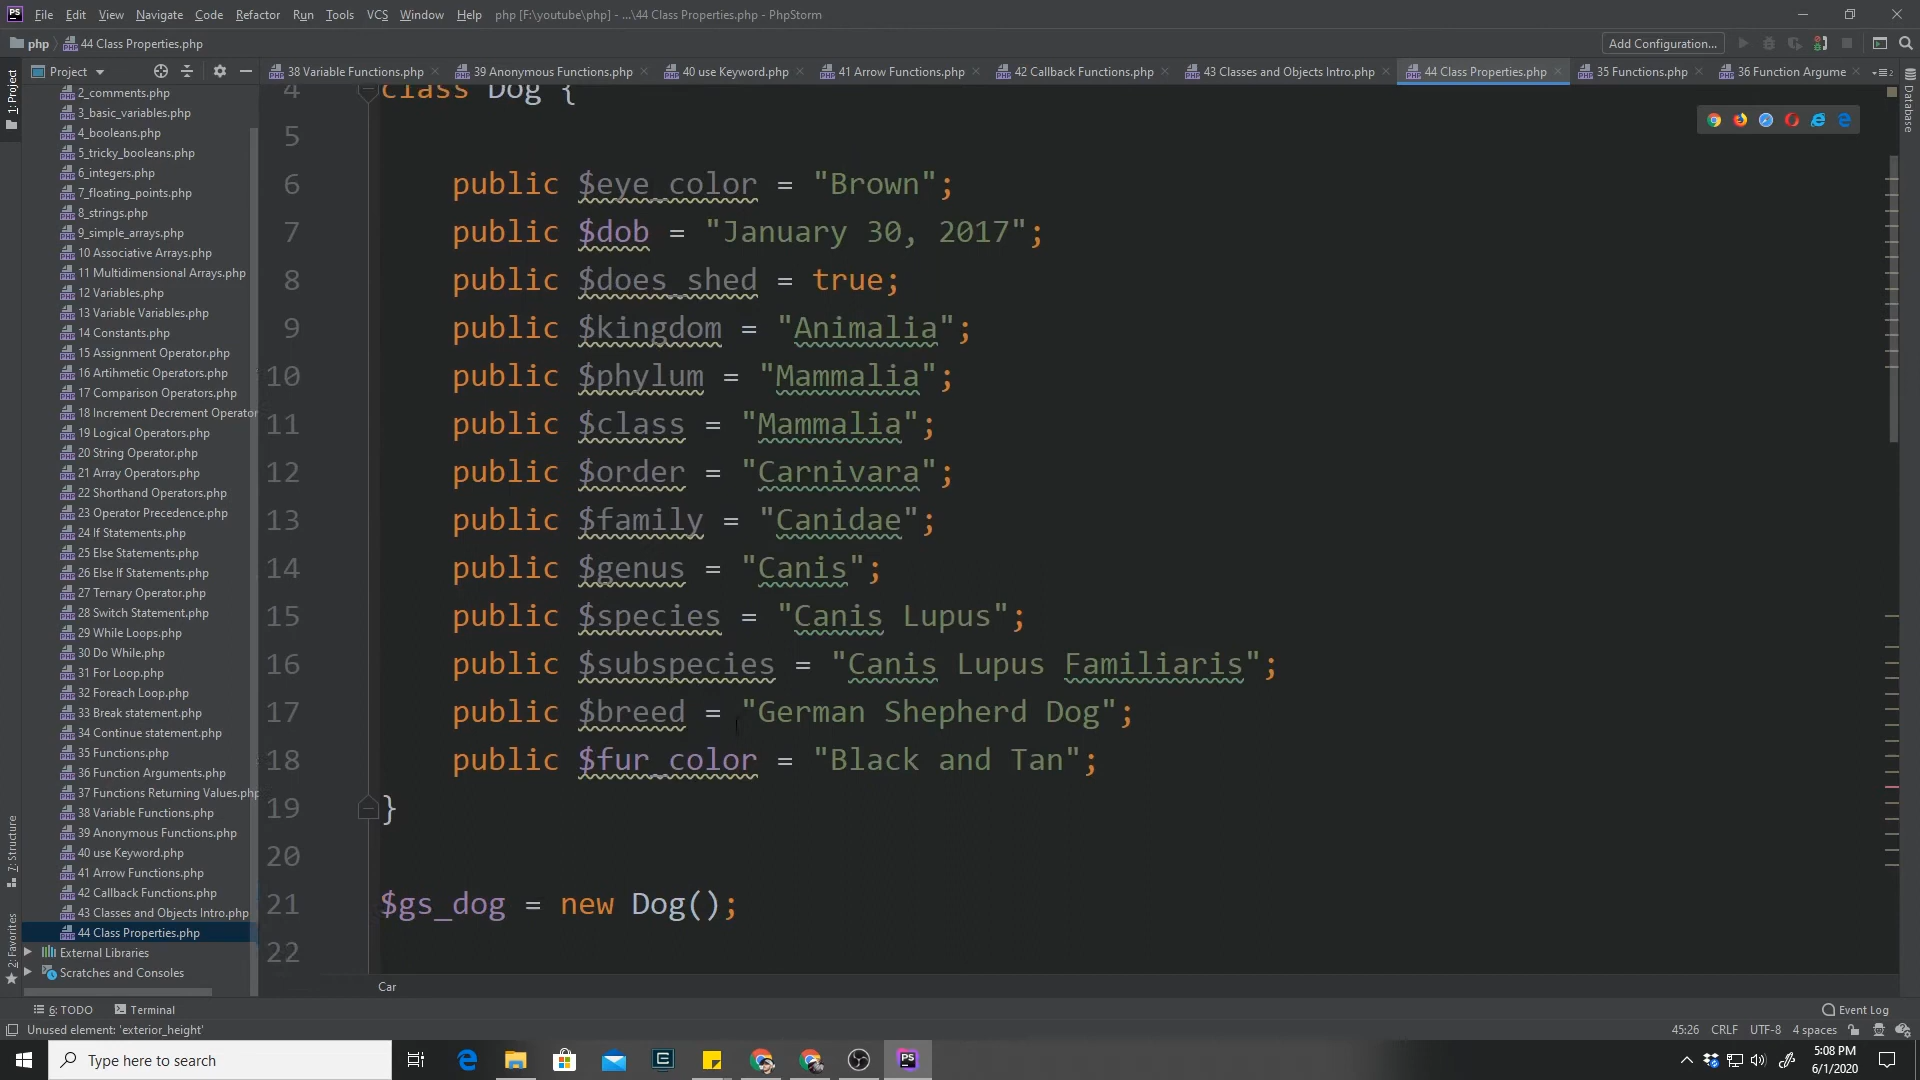 PS File Edit View Navigate Code Refactor Run Tools VCS Window Help php [F:\youtube\php] - ...\44 Class Properties.php - PhpStorm
php 44 Class Properties.php Add Configuration...
Project 38 Variable Functions.php 39 Anonymous Functions.php 40 use Keyword.php 41 Arrow Functions.php 42 Callback Functions.php 43 Classes and Objects Intro.php 44 Class Properties.php 35 Functions.php 36 Function Argume
1: Project
7: Structure
2: Favorites
Database
2_comments.php
3_basic_variables.php
4_booleans.php
5_tricky_booleans.php
6_integers.php
7_floating_points.php
8_strings.php
9_simple_arrays.php
10 Associative Arrays.php
11 Multidimensional Arrays.php
12 Variables.php
13 Variable Variables.php
14 Constants.php
15 Assignment Operator.php
16 Artihmetic Operators.php
17 Comparison Operators.php
18 Increment Decrement Operator
19 Logical Operators.php
20 String Operator.php
21 Array Operators.php
22 Shorthand Operators.php
23 Operator Precedence.php
24 If Statements.php
25 Else Statements.php
26 Else If Statements.php
27 Ternary Operator.php
28 Switch Statement.php
29 While Loops.php
30 Do While.php
31 For Loop.php
32 Foreach Loop.php
33 Break statement.php
34 Continue statement.php
35 Functions.php
36 Function Arguments.php
37 Functions Returning Values.php
38 Variable Functions.php
39 Anonymous Functions.php
40 use Keyword.php
41 Arrow Functions.php
42 Callback Functions.php
43 Classes and Objects Intro.php
44 Class Properties.php
External Libraries
Scratches and Consoles
4 class Dog {
5
6 public $eye_color = "Brown";
7 public $dob = "January 30, 2017";
8 public $does_shed = true;
9 public $kingdom = "Animalia";
10 public $phylum = "Mammalia";
11 public $class = "Mammalia";
12 public $order = "Carnivara";
13 public $family = "Canidae";
14 public $genus = "Canis";
15 public $species = "Canis Lupus";
16 public $subspecies = "Canis Lupus Familiaris";
17 public $breed = "German Shepherd Dog";
18 public $fur_color = "Black and Tan";
19 }
20
21 $gs_dog = new Dog();
22
Car
6: TODO Terminal Event Log
Unused element: 'exterior_height' 45:26 CRLF UTF-8 4 spaces
Type here to search
5:08 PM
6/1/2020